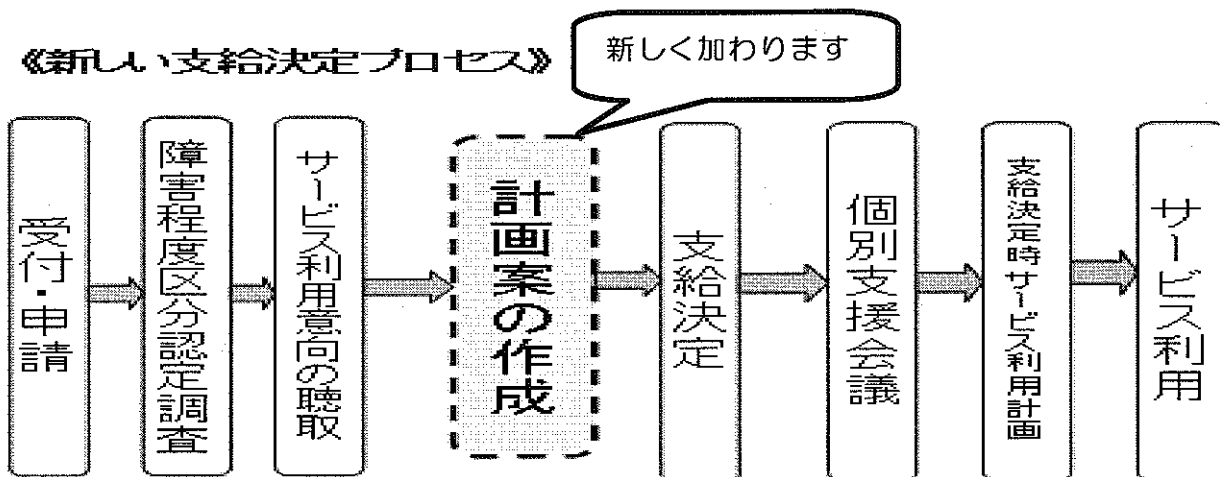 《新しい支給決定プロセス》
新しく加わります
受付・申請
障害程度区分認定調査
サービス利用意向の聴取
計画案の作成
支給決定
個別支援会議
支給決定時サービス利用計画
サービス利用